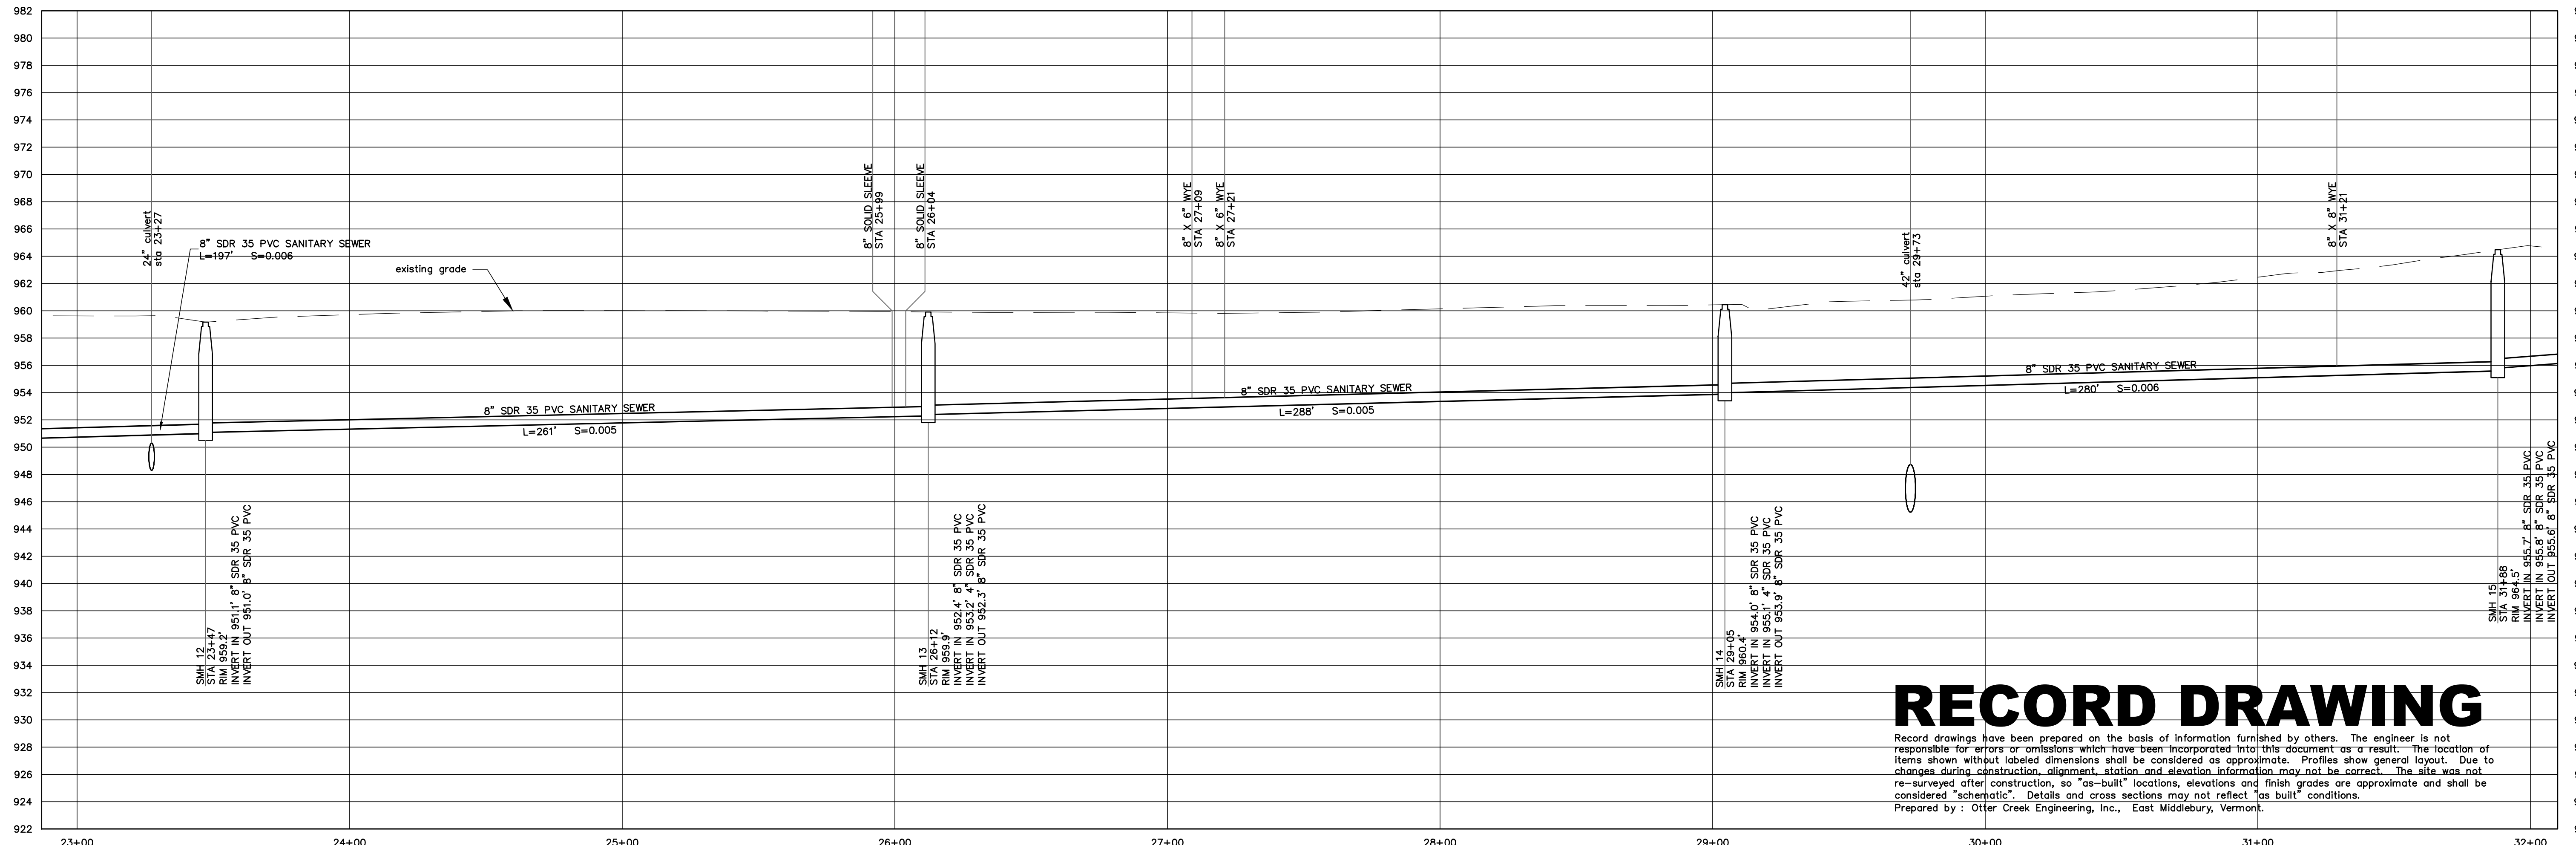 982
980
978
976
974
972
970
968
966
964
962
960
958
956
954
952
950
948
946
944
942
940
938
936
934
932
930
928
926
924
922
24" culvert
sta 23+27
8" SDR 35 PVC SANITARY SEWER
L=197' S=0.006
existing grade
8" SOLID SLEEVE
STA 25+99
8" SOLID SLEEVE
STA 26+04
8" X 6" WYE
STA 27+09
8" X 6" WYE
STA 27+21
42" culvert
sta 29+73
8" X 8" WYE
STA 31+21
8" SDR 35 PVC SANITARY SEWER
L=261' S=0.005
8" SDR 35 PVC SANITARY SEWER
L=288' S=0.005
8" SDR 35 PVC SANITARY SEWER
L=280' S=0.006
SMH 12
STA 23+47
RIM 959.2'
INVERT IN 951.1' 8" SDR 35 PVC
INVERT OUT 951.0' 8" SDR 35 PVC
SMH 13
STA 26+12
RIM 959.9'
INVERT IN 952.4' 8" SDR 35 PVC
INVERT IN 953.2' 4" SDR 35 PVC
INVERT OUT 952.3' 8" SDR 35 PVC
SMH 14
STA 29+05
RIM 960.4'
INVERT IN 954.0' 8" SDR 35 PVC
INVERT IN 955.1' 4" SDR 35 PVC
INVERT OUT 953.9' 8" SDR 35 PVC
SMH 15
STA 31+88
RIM 964.5'
INVERT IN 955.7' 8" SDR 35 PVC
INVERT IN 955.8' 8" SDR 35 PVC
INVERT OUT 955.6' 8" SDR 35 PVC
RECORD DRAWING
Record drawings have been prepared on the basis of information furnished by others. The engineer is not
responsible for errors or omissions which have been incorporated into this document as a result. The location of
items shown without labeled dimensions shall be considered as approximate. Profiles show general layout. Due to
changes during construction, alignment, station and elevation information may not be correct. The site was not
re-surveyed after construction, so "as-built" locations, elevations and finish grades are approximate and shall be
considered "schematic". Details and cross sections may not reflect "as built" conditions.
Prepared by : Otter Creek Engineering, Inc., East Middlebury, Vermont.
23+00
24+00
25+00
26+00
27+00
28+00
29+00
30+00
31+00
32+00